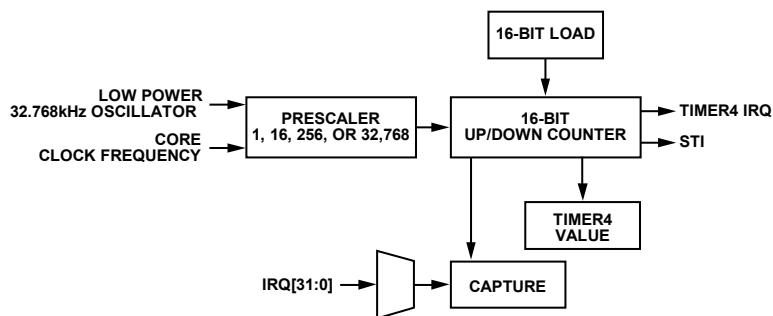 16-BIT LOAD
LOW POWER
32.768kHz OSCILLATOR
CORE
CLOCK FREQUENCY
PRESCALER
1, 16, 256, OR 32,768
16-BIT
UP/DOWN COUNTER
TIMER4 IRQ
STI
TIMER4
VALUE
IRQ[31:0]
CAPTURE